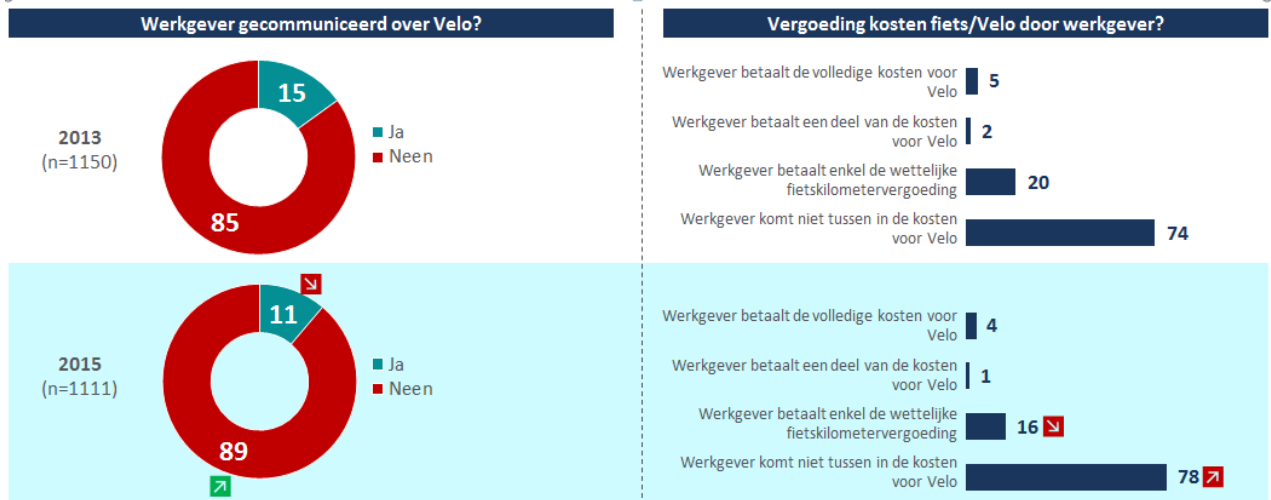 Werkgever gecommuniceerd over Velo?
15
2013
(n=1150)
Ja
Neen
85
11
2015
(n=1111)
Ja
Neen
89
Vergoeding kosten fiets/Velo door werkgever?
Werkgever betaalt de volledige kosten voor
Velo
5
Werkgever betaalt een deel van de kosten
voor Velo
2
Werkgever betaalt enkel de wettelijke
fietskilometervergoeding
20
Werkgever komt niet tussen in de kosten
voor Velo
74
Werkgever betaalt de volledige kosten voor
Velo
4
Werkgever betaalt een deel van de kosten
voor Velo
1
Werkgever betaalt enkel de wettelijke
fietskilometervergoeding
16
Werkgever komt niet tussen in de kosten
voor Velo
78